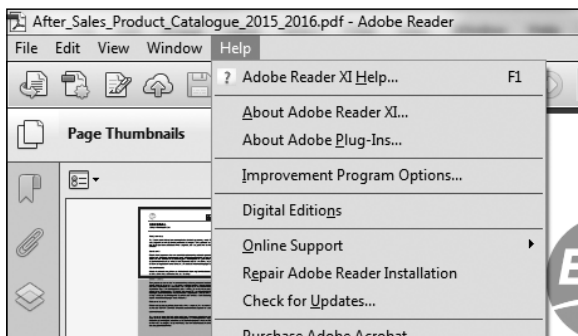 After_Sales_Product_Catalogue_2015_2016.pdf - Adobe Reader
File Edit View Window Help
? Adobe Reader XI Help... F1
About Adobe Reader XI...
About Adobe Plug-Ins...
Page Thumbnails
Improvement Program Options...
Digital Editions
Online Support
Repair Adobe Reader Installation
Check for Updates...
Purchase Adobe Acrobat